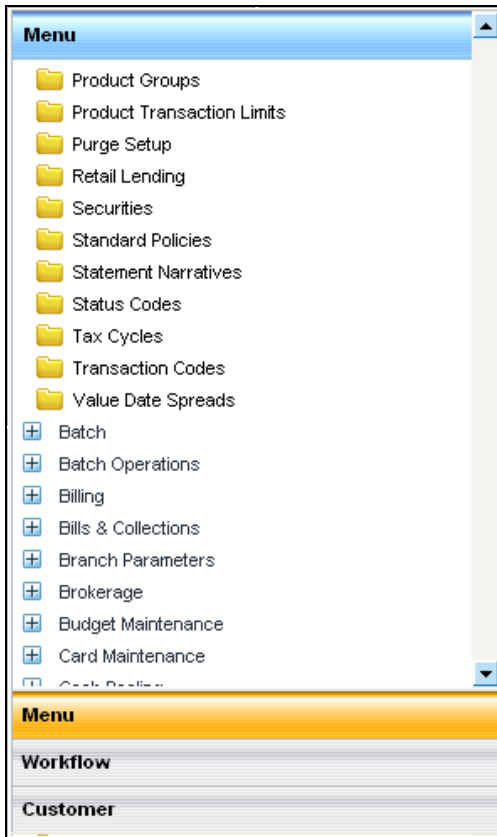 Menu
Product Groups
Product Transaction Limits
Purge Setup
Retail Lending
Securities
Standard Policies
Statement Narratives
Status Codes
Tax Cycles
Transaction Codes
Value Date Spreads
Batch
Batch Operations
Billing
Bills & Collections
Branch Parameters
Brokerage
Budget Maintenance
Card Maintenance
Cash Pooling
Menu
Workflow
Customer